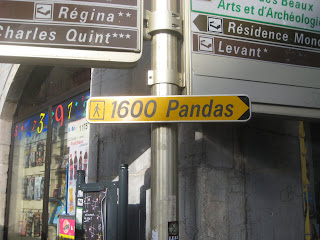 Régina**
Charles Quint***
Beaux
Arts et d'Archéologie
Résidence
Levant*
1600 Pandas